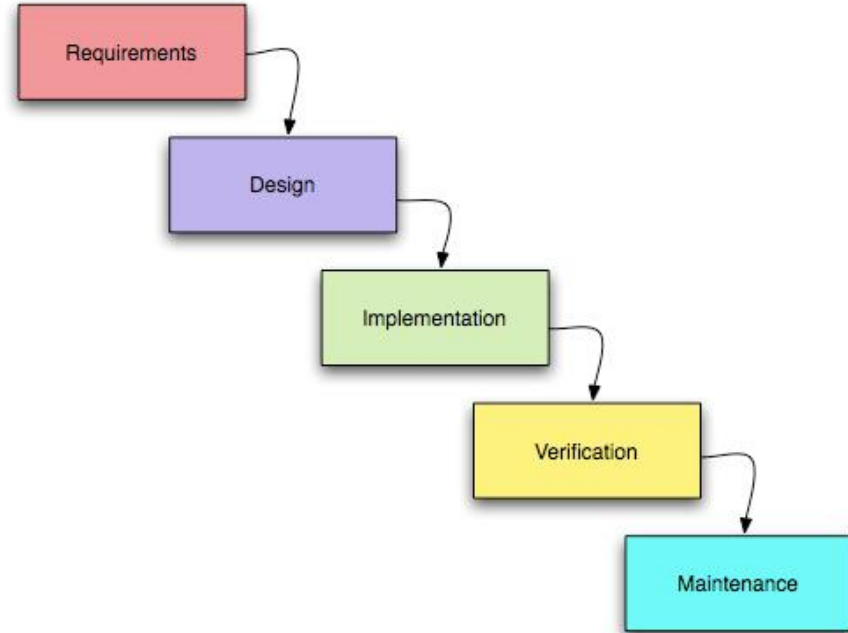 Requirements
Design
Implementation
Verification
Maintenance